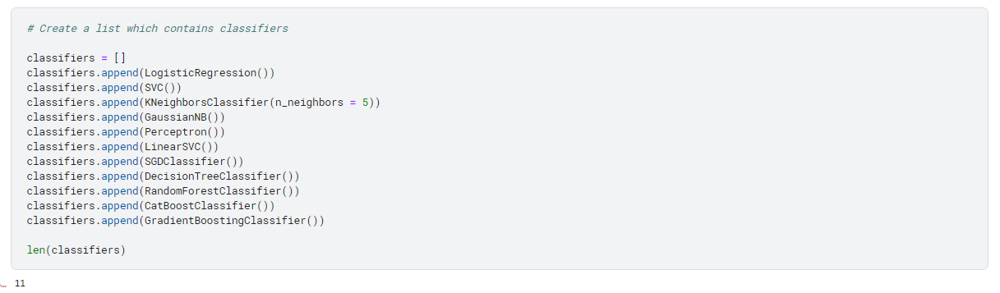 # Create a list which contains classifiers
classifiers = []
classifiers.append(LogisticRegression())
classifiers.append(SVC())
classifiers.append(KNeighborsClassifier(n_neighbors = 5))
classifiers.append(GaussianNB())
classifiers.append(Perceptron())
classifiers.append(LinearSVC())
classifiers.append(SGDClassifier())
classifiers.append(DecisionTreeClassifier())
classifiers.append(RandomForestClassifier())
classifiers.append(CatBoostClassifier())
classifiers.append(GradientBoostingClassifier())
len(classifiers)
11